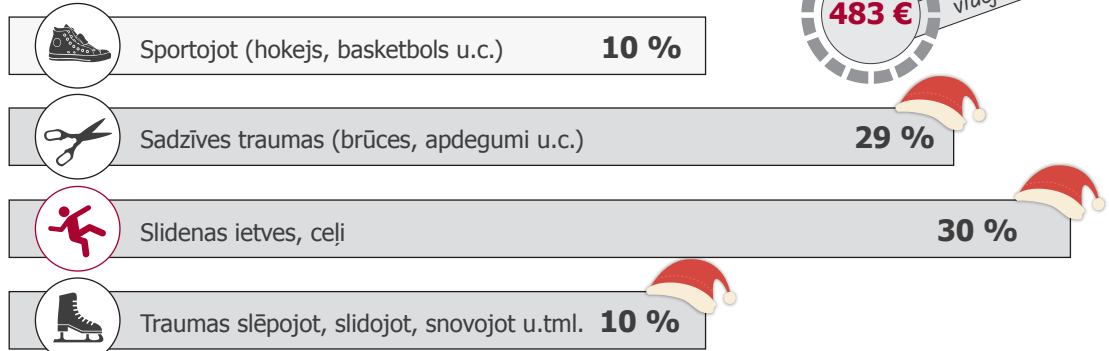 483 €
Sportojot (hokejs, basketbols u.c.) 10 %
Sadzīves traumas (brūces, apdegumi u.c.) 29 %
Slidenas ietves, ceļi 30 %
Traumas slēpojot, slidojot, snovojot u.tml. 10 %